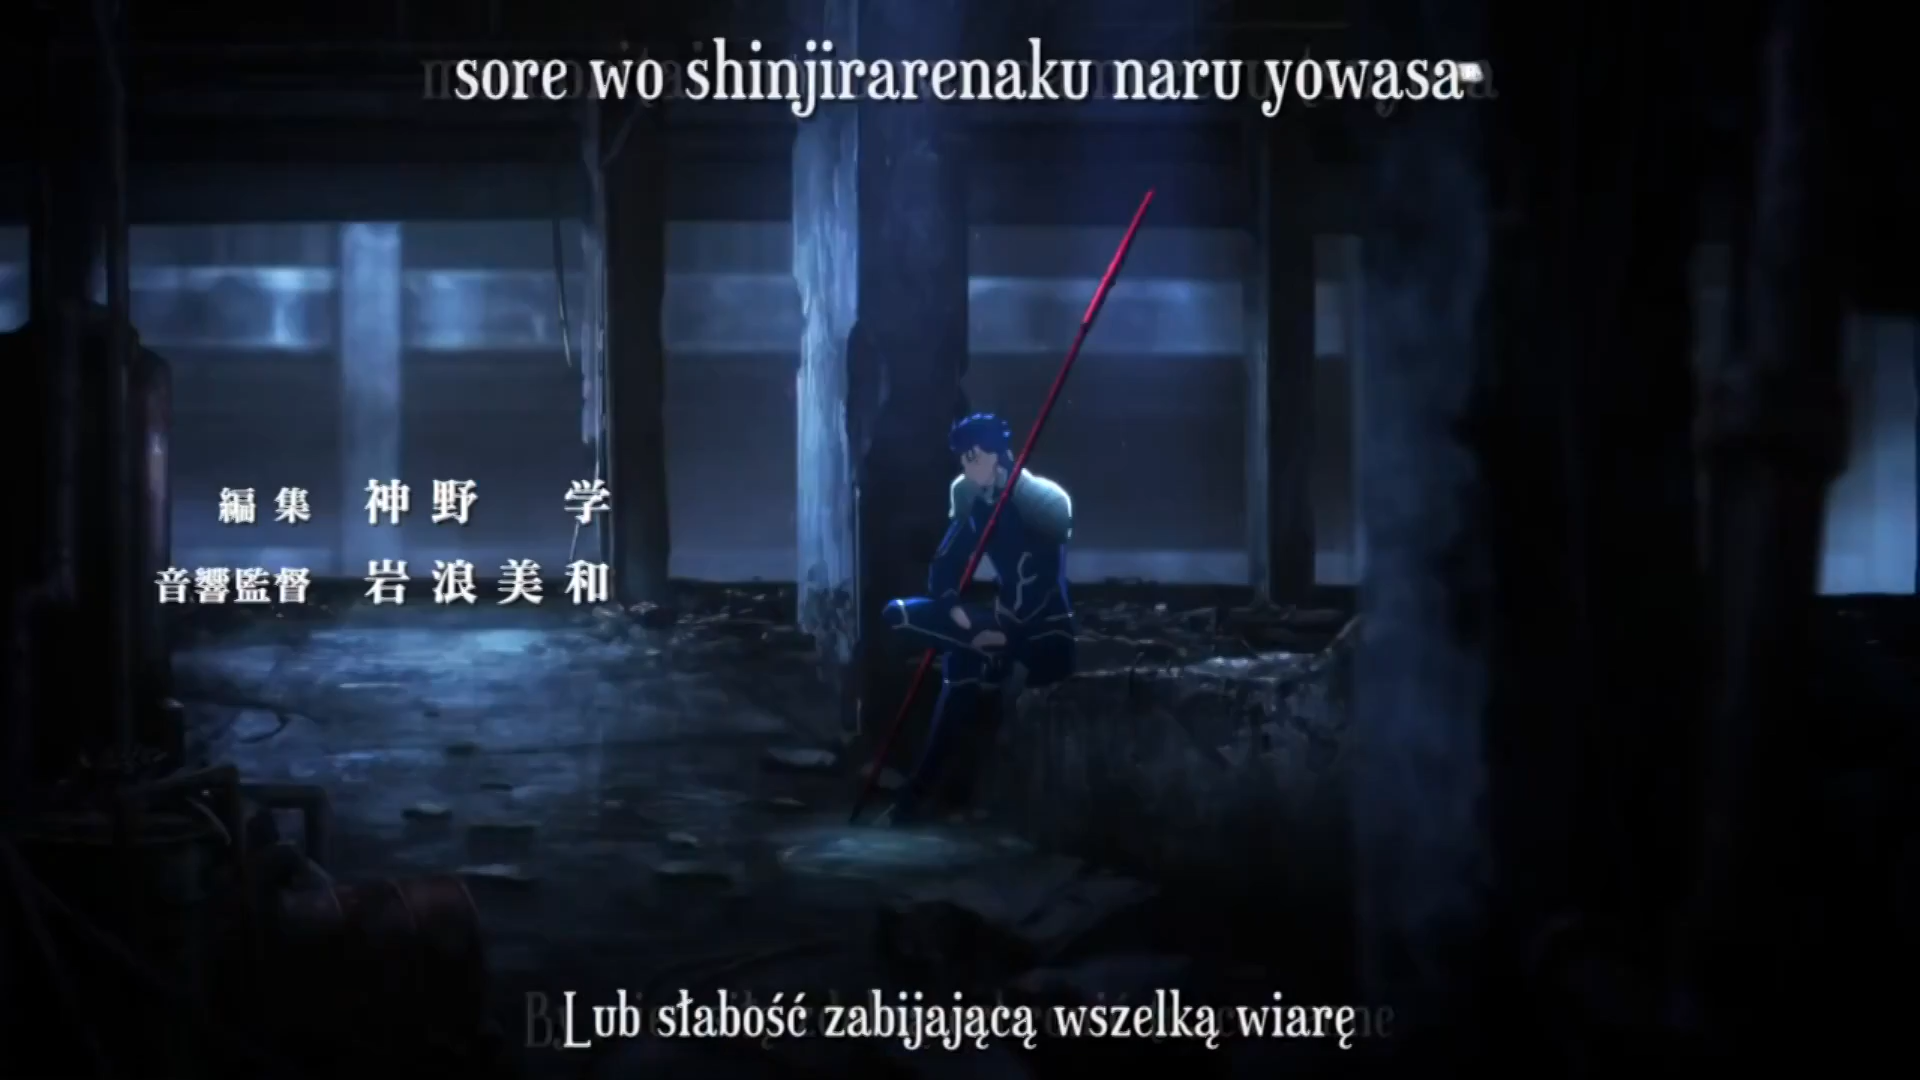 sore wo shinjirarenaku naru yowasa
編集 神野 学
音響監督 岩浪美和
Lub słabość zabijającą wszelką wiarę